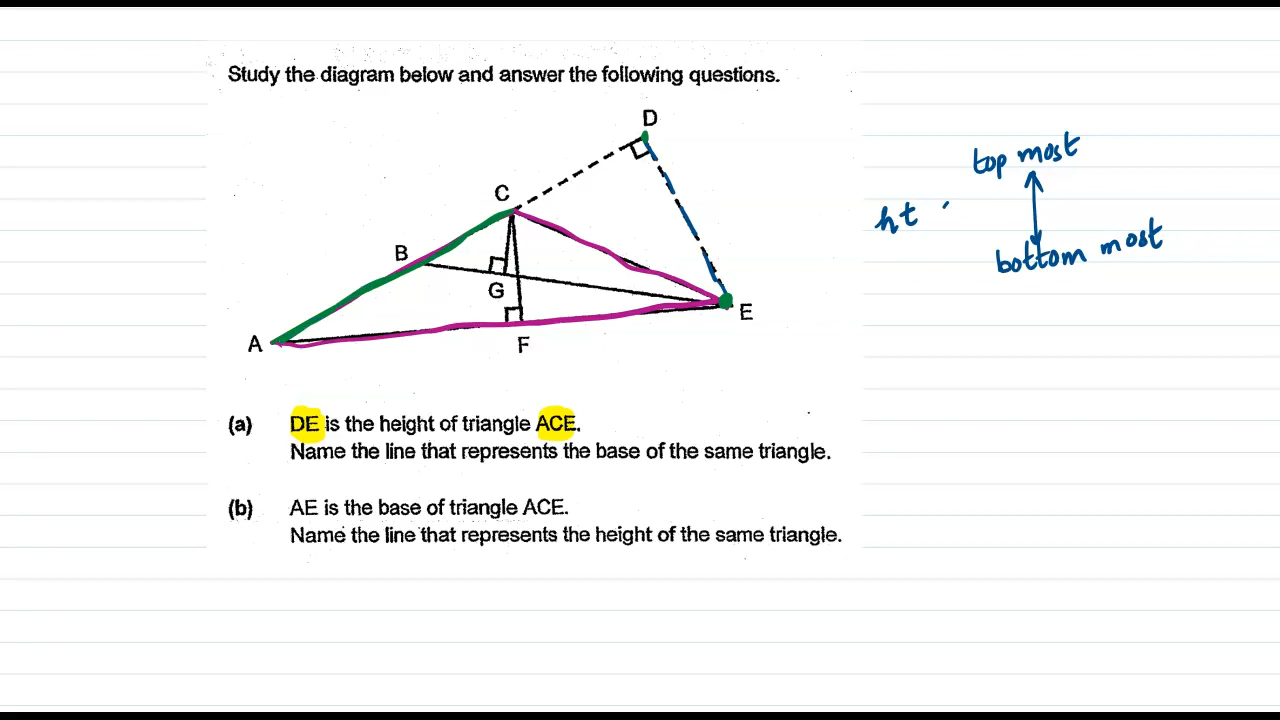 Study the diagram below and answer the following questions.
D
C
B
G
E
A
F
top most
ht
bottom most
(a) DE is the height of triangle ACE.
Name the line that represents the base of the same triangle.
(b) AE is the base of triangle ACE.
Name the line that represents the height of the same triangle.